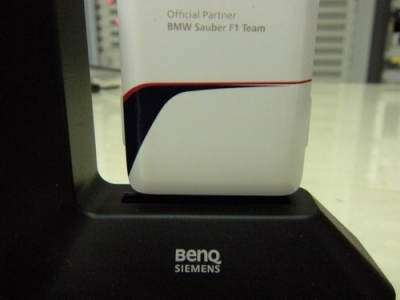 Official Partner
BMW Sauber F1 Team
BenQ
SIEMENS